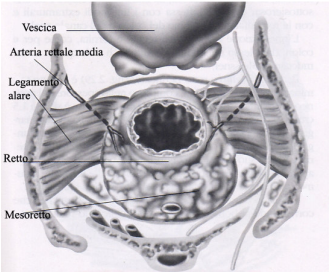 Vescica
Arteria rettale media
Legamento
alare
Retto
Mesoretto